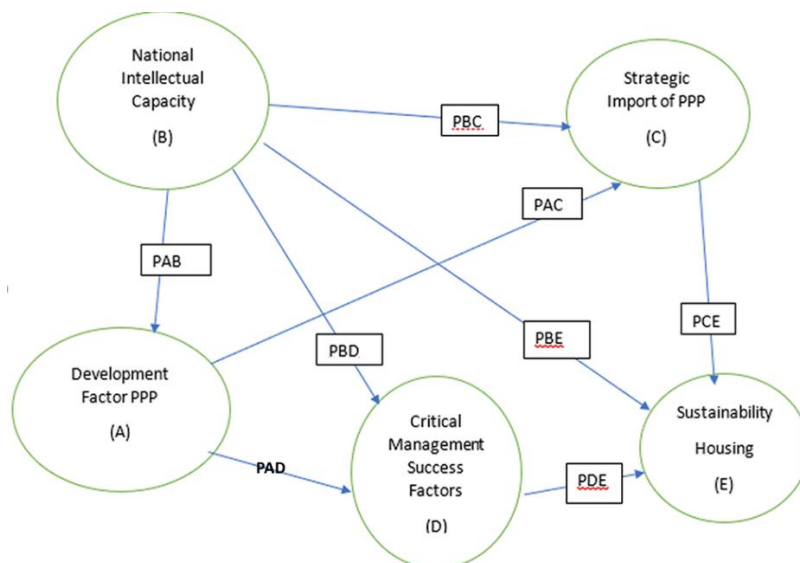 National
Intellectual
Capacity
(B)
Strategic
Import of PPP
(C)
PBC
PAC
PAB
PBD
PBE
PCE
Development
Factor PPP
(A)
PAD
Critical
Management
Success
Factors
(D)
PDE
Sustainability
Housing
(E)